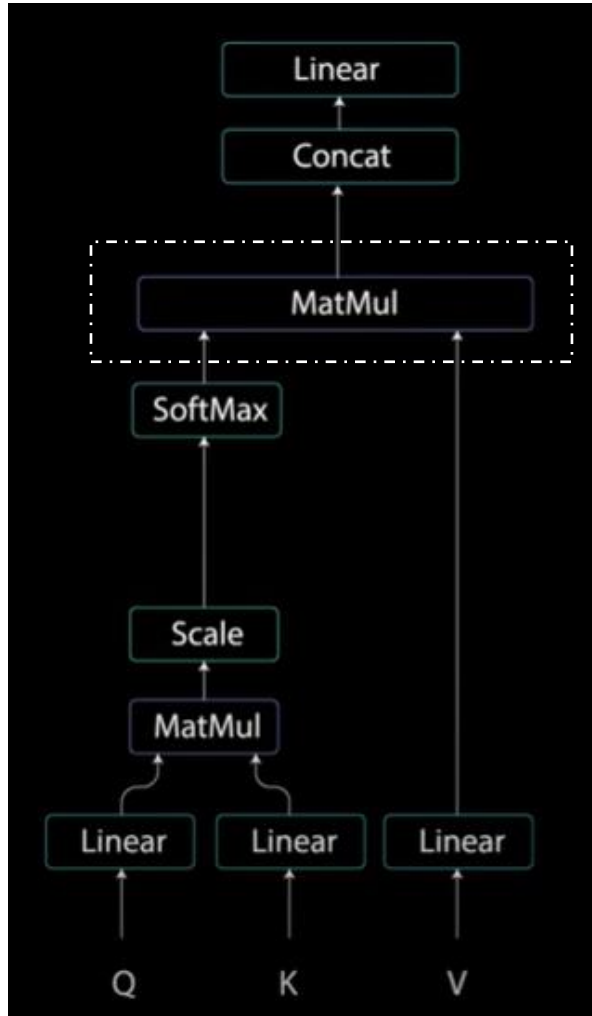 Linear
Concat
MatMul
SoftMax
Scale
MatMul
Linear Linear Linear
Q K V